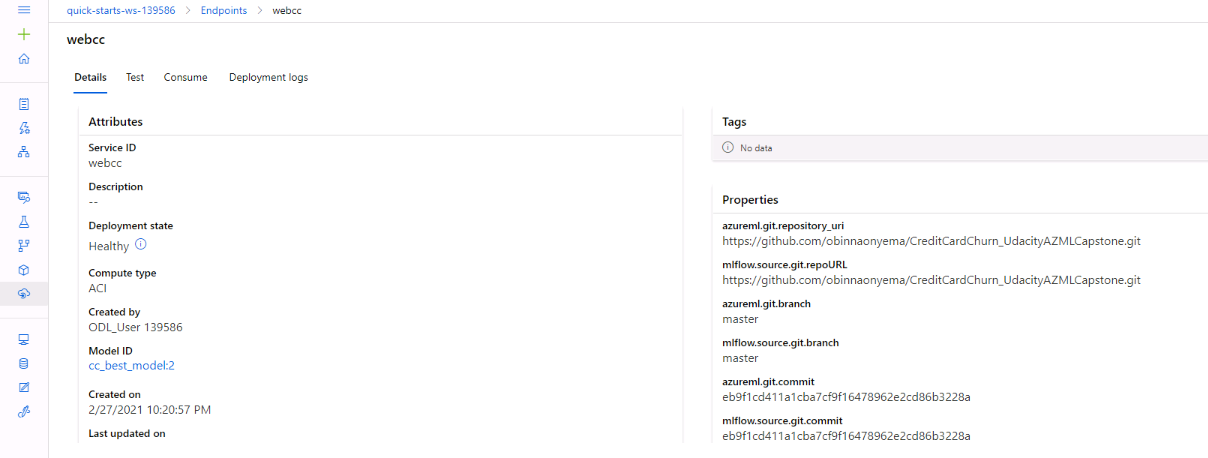 quick-starts-ws-139586 > Endpoints > webcc
webcc
Details Test Consume Deployment logs
Attributes
Service ID
webcc
Description
--
Deployment state
Healthy
Compute type
ACI
Created by
ODL_User 139586
Model ID
cc_best_model:2
Created on
2/27/2021 10:20:57 PM
Last updated on
Tags
No data
Properties
azureml.git.repository_uri
https://github.com/obinnaonyema/CreditCardChurn_UdacityAZMLCapstone.git
mlflow.source.git.repoURL
https://github.com/obinnaonyema/CreditCardChurn_UdacityAZMLCapstone.git
azureml.git.branch
master
mlflow.source.git.branch
master
azureml.git.commit
eb9f1cd411a1cba7cf9f16478962e2cd86b3228a
mlflow.source.git.commit
eb9f1cd411a1cba7cf9f16478962e2cd86b3228a